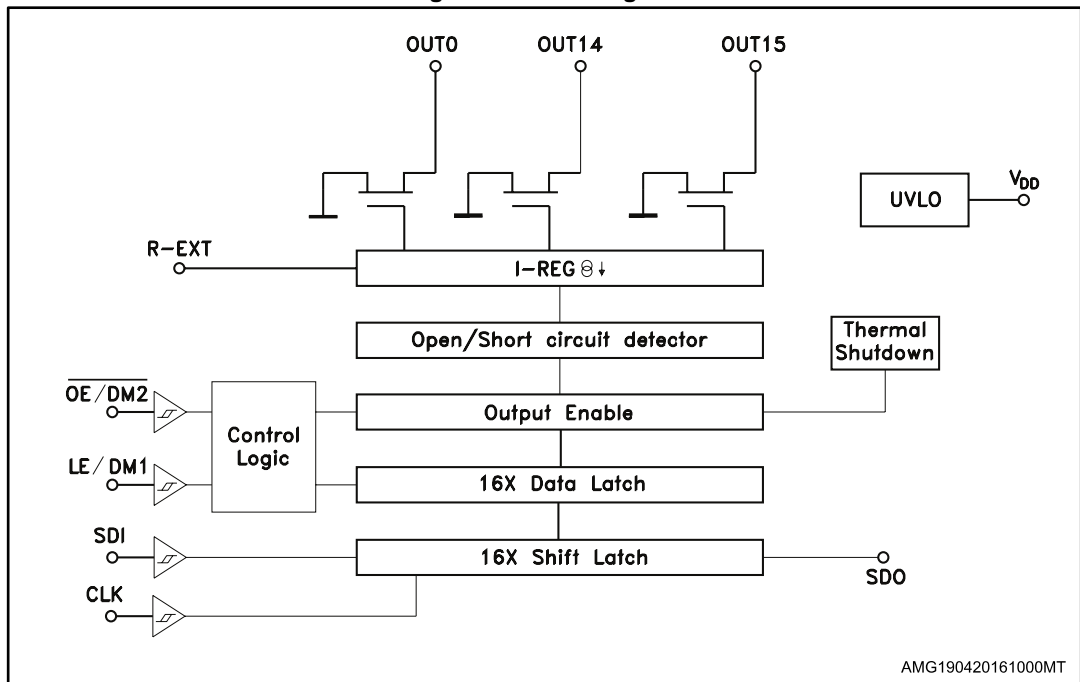 OUT0 OUT14 OUT15
UVLO
VDD
R-EXT
I-REG
Open/Short circuit detector
Thermal
Shutdown
OE/DM2
Output Enable
Control
Logic
LE/DM1
16X Data Latch
SDI
16X Shift Latch
SDO
CLK
AMG190420161000MT